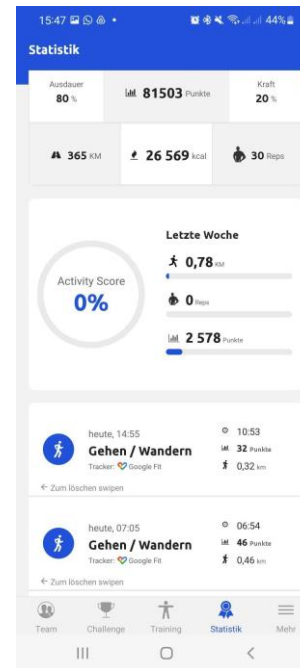 15:47 44%
Statistik
Ausdauer
80 %
81503 Punkte
Kraft
20 %
365 KM
26 569 kcal
30 Reps
Activity Score
0%
Letzte Woche
0,78 KM
0 Reps
2 578 Punkte
heute, 14:55
Gehen / Wandern
Tracker: Google Fit
10:53
32 Punkte
0,32 km
← Zum löschen swipen
heute, 07:05
Gehen / Wandern
Tracker: Google Fit
06:54
46 Punkte
0,46 km
← Zum löschen swipen
Team Challenge Training Statistik Mehr